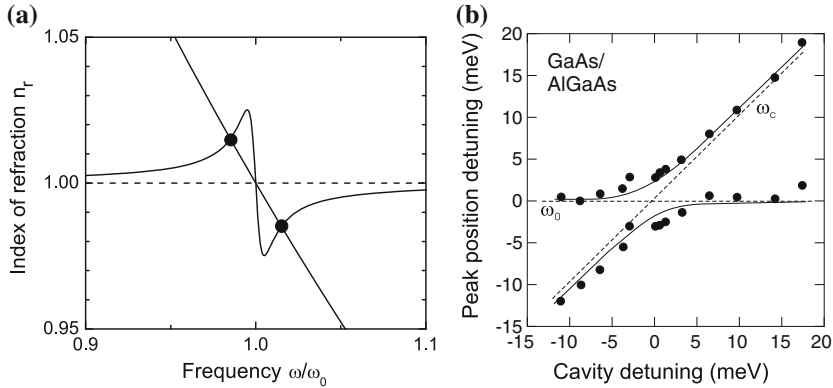 (a)
1.05
1.00
0.95
Index of refraction nr
0.9
1.0
1.1
Frequency ω/ω0
(b)
20
15
10
5
0
-5
-10
-15
Peak position detuning (meV)
GaAs/
AlGaAs
ωc
ω0
-15 -10 -5 0 5 10 15 20
Cavity detuning (meV)